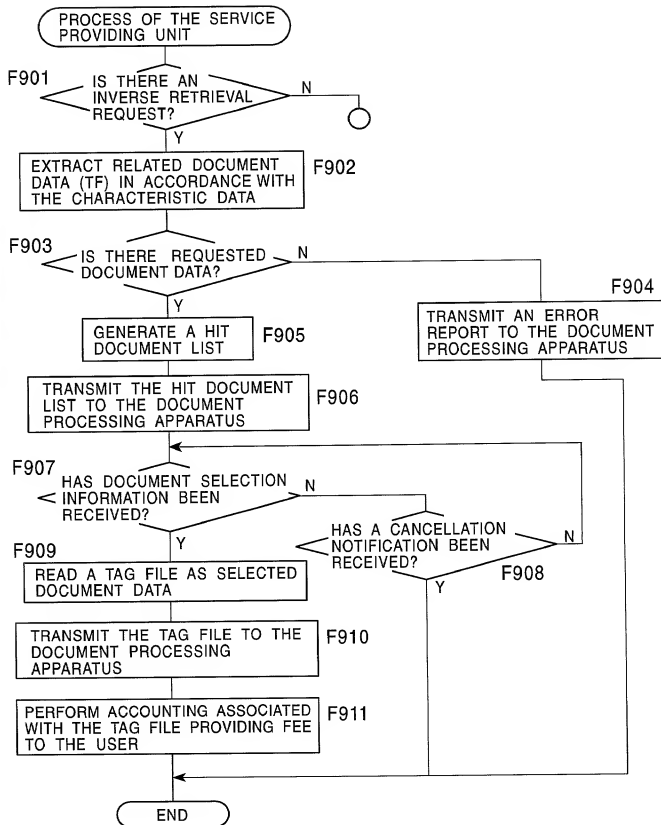 PROCESS OF THE SERVICE
PROVIDING UNIT
F901
IS THERE AN
INVERSE RETRIEVAL
REQUEST?
N
Y
EXTRACT RELATED DOCUMENT
DATA (TF) IN ACCORDANCE WITH
THE CHARACTERISTIC DATA
F902
F903
IS THERE REQUESTED
DOCUMENT DATA?
N
Y
F904
TRANSMIT AN ERROR
REPORT TO THE DOCUMENT
PROCESSING APPARATUS
GENERATE A HIT
DOCUMENT LIST
F905
TRANSMIT THE HIT DOCUMENT
LIST TO THE DOCUMENT
PROCESSING APPARATUS
F906
F907
HAS DOCUMENT SELECTION
INFORMATION BEEN
RECEIVED?
N
Y
HAS A CANCELLATION
NOTIFICATION BEEN
RECEIVED?
N
F908
Y
F909
READ A TAG FILE AS SELECTED
DOCUMENT DATA
TRANSMIT THE TAG FILE TO THE
DOCUMENT PROCESSING
APPARATUS
F910
PERFORM ACCOUNTING ASSOCIATED
WITH THE TAG FILE PROVIDING FEE
TO THE USER
F911
END